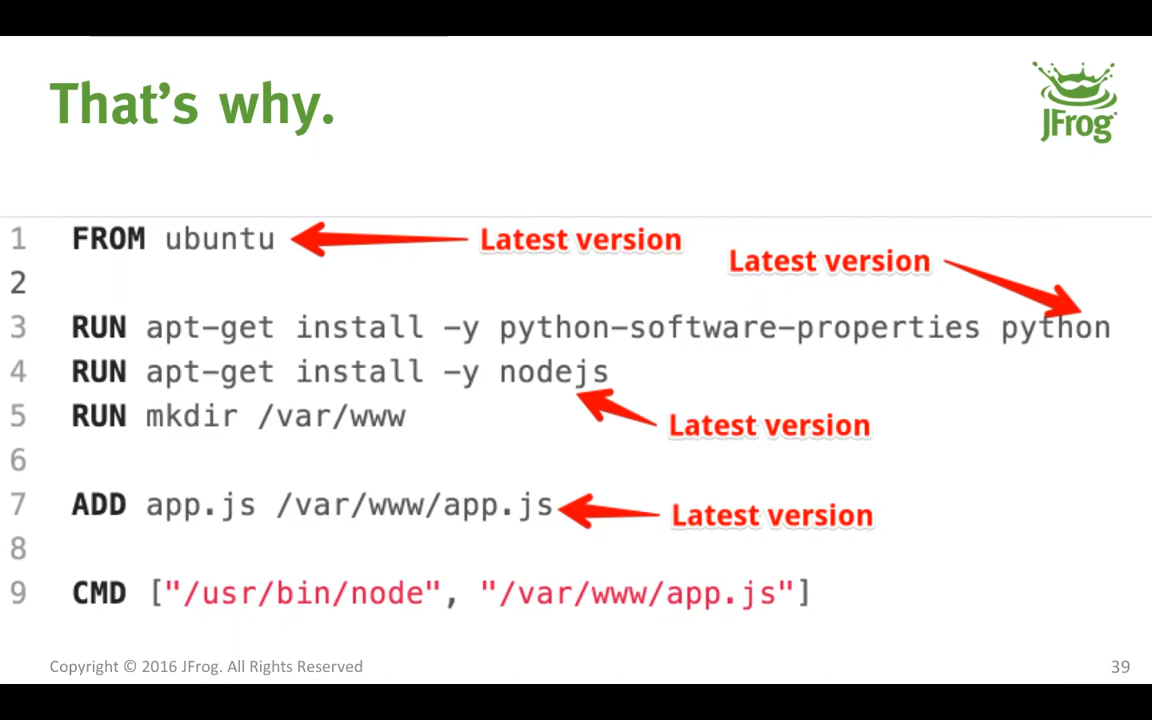 That's why.
JFrog
1 FROM ubuntu Latest version
Latest version
2
3 RUN apt-get install -y python-software-properties python
4 RUN apt-get install -y nodejs
5 RUN mkdir /var/www
Latest version
6
7 ADD app.js /var/www/app.js Latest version
8
9 CMD ["/usr/bin/node", "/var/www/app.js"]
Copyright © 2016 JFrog. All Rights Reserved
39